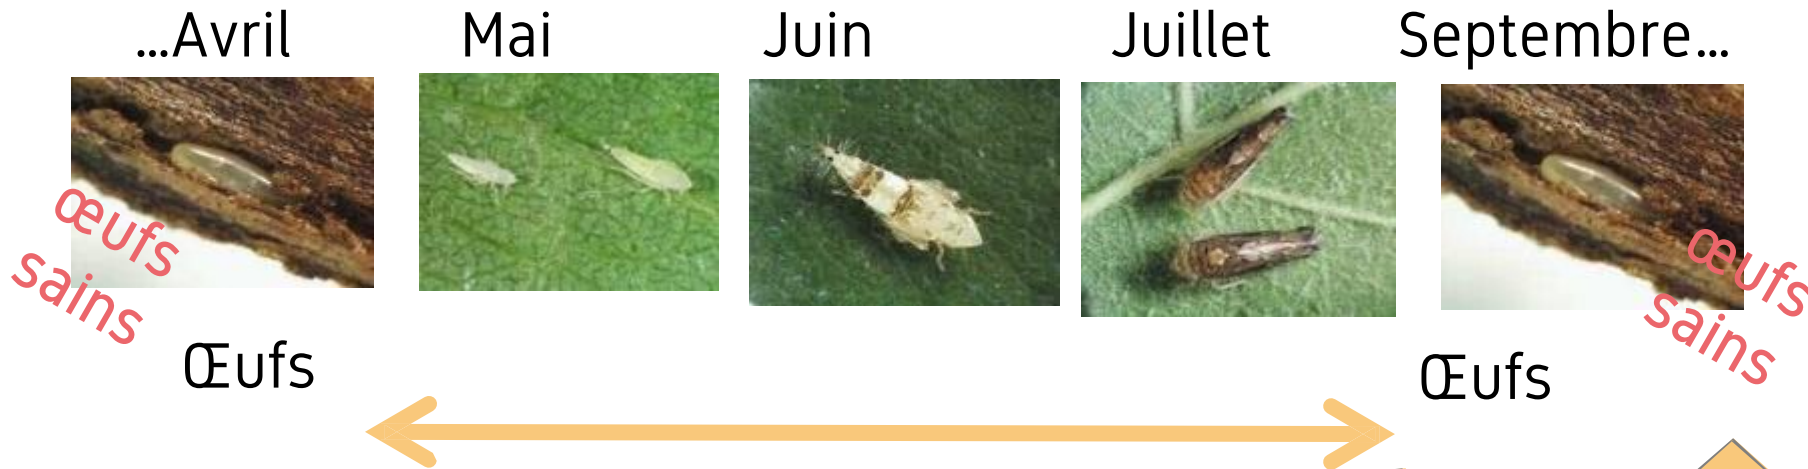 ...Avril
Mai
Juin
Juillet
Septembre...
œufs
sains
œufs
sains
Œufs
Œufs